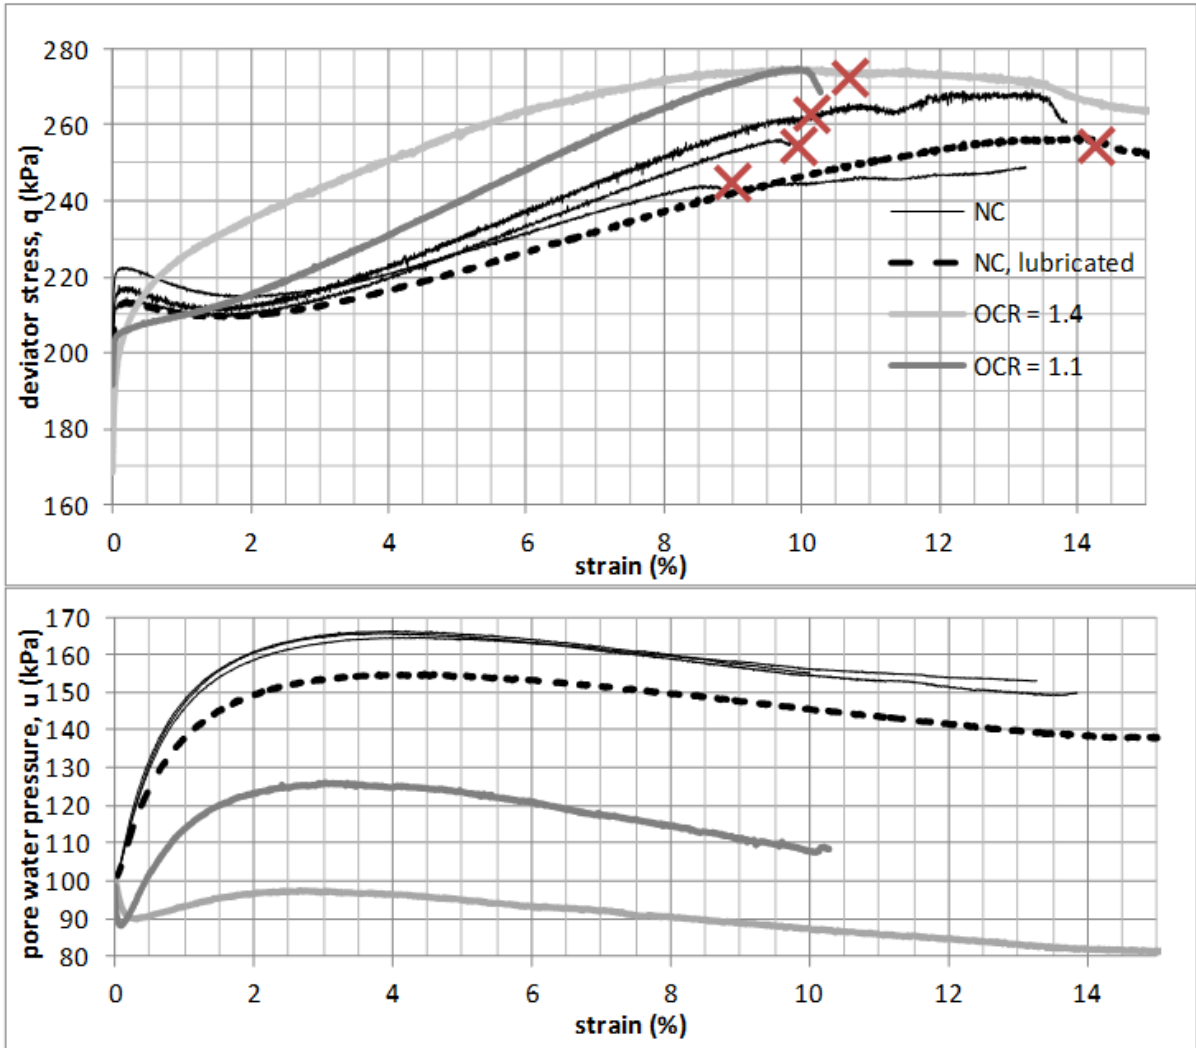 deviator stress, q (kPa)
280
260
240
220
200
180
160
0 2 4 6 8 10 12 14
strain (%)
NC
NC, lubricated
OCR = 1.4
OCR = 1.1
pore water pressure, u (kPa)
170
160
150
140
130
120
110
100
90
80
0 2 4 6 8 10 12 14
strain (%)